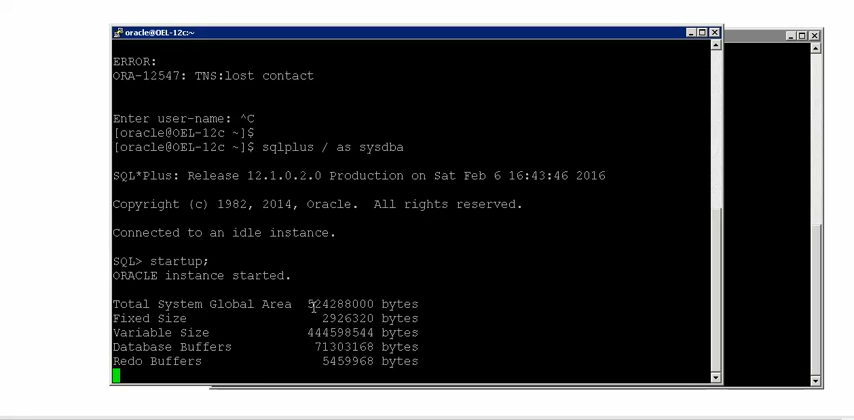 oracle@OEL-12c:~
ERROR:
ORA-12547: TNS:lost contact
Enter user-name: ^C
[oracle@OEL-12c ~]$
[oracle@OEL-12c ~]$ sqlplus / as sysdba
SQL*Plus: Release 12.1.0.2.0 Production on Sat Feb 6 16:43:46 2016
Copyright (c) 1982, 2014, Oracle.  All rights reserved.
Connected to an idle instance.
SQL> startup;
ORACLE instance started.
Total System Global Area  524288000 bytes
Fixed Size                  2926320 bytes
Variable Size             444598544 bytes
Database Buffers           71303168 bytes
Redo Buffers                5459968 bytes